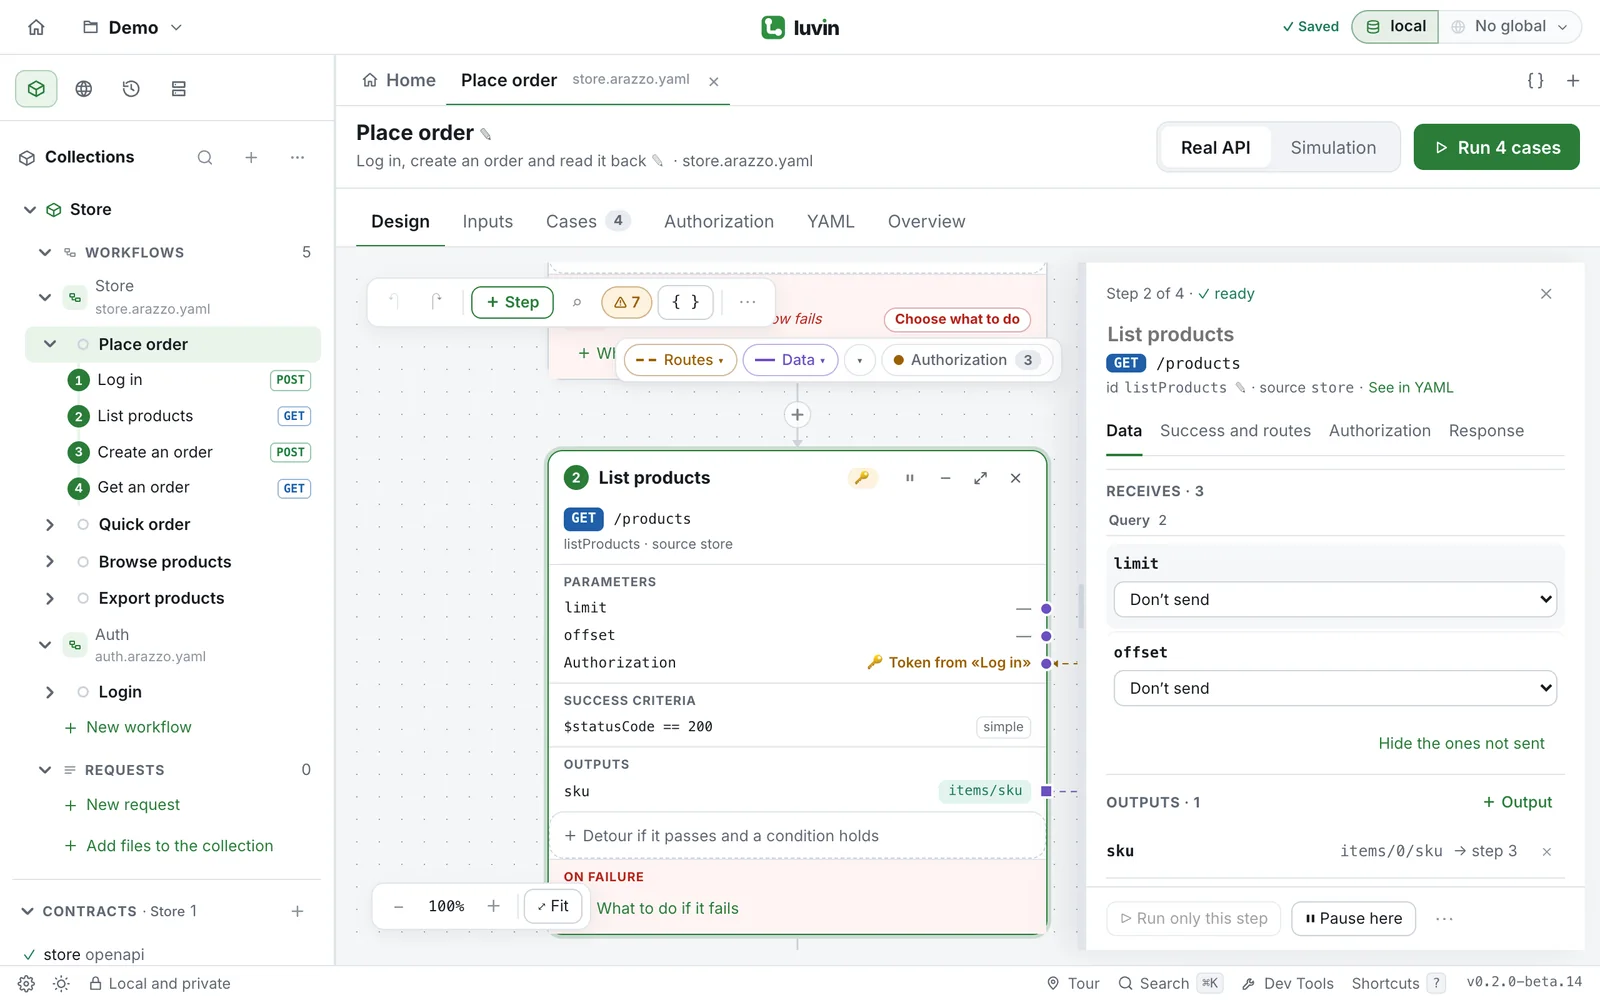 Demo
luvin
Saved
local
No global
Home
Place order
store.arazzo.yaml
Collections
Place order
Log in, create an order and read it back · store.arazzo.yaml
Real API
Simulation
Run 4 cases
Store
WORKFLOWS 5
Store
store.arazzo.yaml
Place order
1 Log in POST
2 List products GET
3 Create an order POST
4 Get an order GET
Quick order
Browse products
Export products
Auth
auth.arazzo.yaml
Login
+ New workflow
REQUESTS 0
+ New request
+ Add files to the collection
CONTRACTS · Store 1
store openapi
Design
Inputs
Cases 4
Authorization
YAML
Overview
+ Step
7
{ }
...
ow fails
Choose what to do
+ Wh
Routes
Data
Authorization 3
2 List products
GET /products
listProducts · source store
PARAMETERS
limit —
offset —
Authorization Token from «Log in»
SUCCESS CRITERIA
$statusCode == 200 simple
OUTPUTS
sku items/sku
+ Detour if it passes and a condition holds
ON FAILURE
What to do if it fails
− 100% +
Fit
Step 2 of 4 · ✓ ready
List products
GET /products
id listProducts · source store · See in YAML
Data
Success and routes
Authorization
Response
RECEIVES · 3
Query 2
limit
Don’t send
offset
Don’t send
Hide the ones not sent
OUTPUTS · 1
+ Output
sku items/0/sku → step 3
Run only this step
Pause here
...
Local and private
Tour
Search ⌘K
Dev Tools
Shortcuts ?
v0.2.0-beta.14